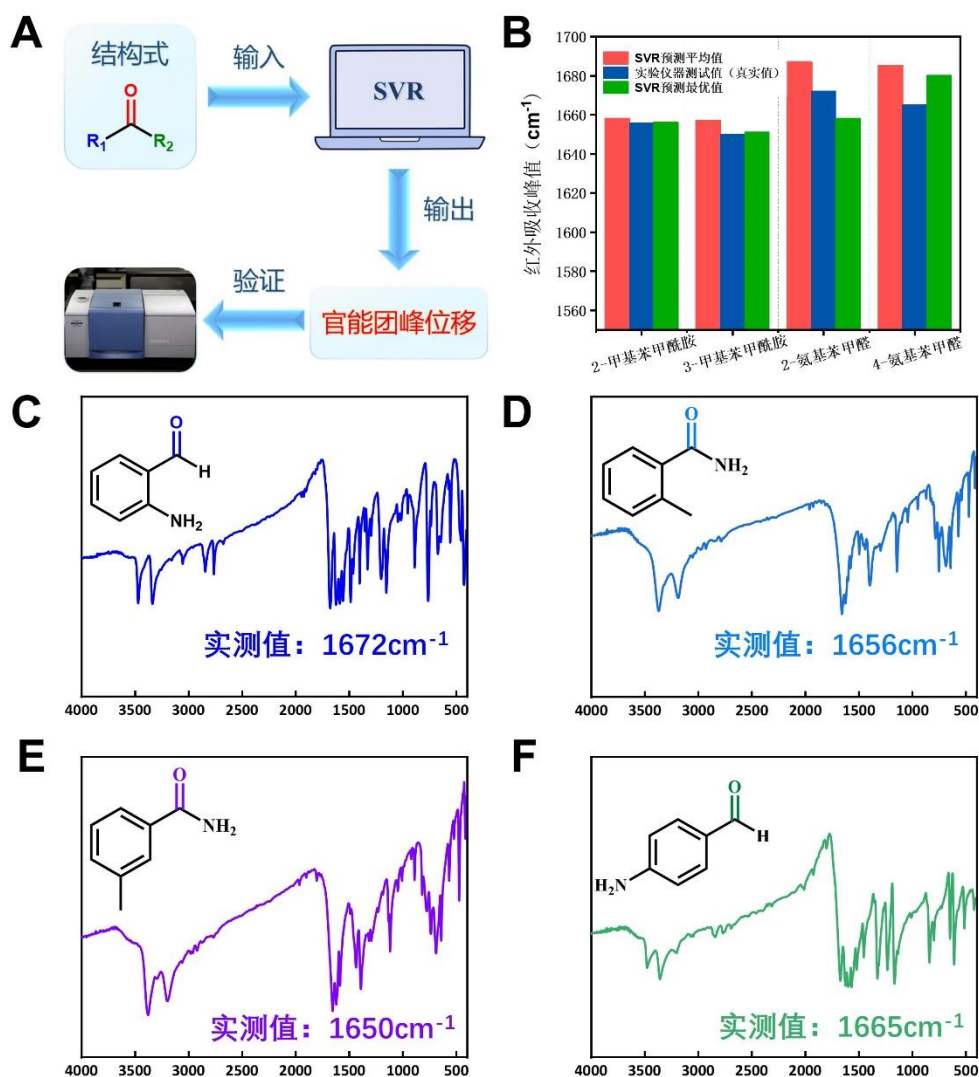 A
结构式
O
R₁
R₂
输入
SVR
输出
官能团峰位移
验证
B
红外吸收峰值（cm⁻¹）
1700
1680
1660
1640
1620
1600
1580
1560
SVR预测平均值
实验仪器测试值（真实值）
SVR预测最优值
2-甲基苯甲酰胺
3-甲基苯甲酰胺
2-氨基苯甲醛
4-氨基苯甲醛
C
O
H
NH₂
实测值：1672cm⁻¹
4000 3500 3000 2500 2000 1500 1000 500
D
O
NH₂
实测值：1656cm⁻¹
4000 3500 3000 2500 2000 1500 1000 500
E
O
NH₂
实测值：1650cm⁻¹
4000 3500 3000 2500 2000 1500 1000 500
F
O
H
H₂N
实测值：1665cm⁻¹
4000 3500 3000 2500 2000 1500 1000 500